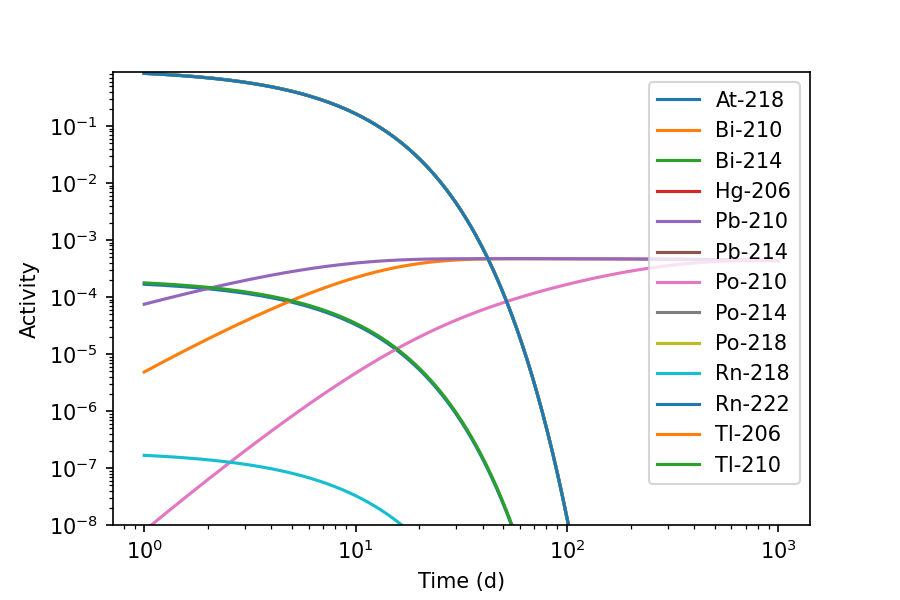 10⁻¹
10⁻²
10⁻³
10⁻⁴
10⁻⁵
10⁻⁶
10⁻⁷
10⁻⁸
Activity
10⁰
10¹
10²
10³
Time (d)
At-218
Bi-210
Bi-214
Hg-206
Pb-210
Pb-214
Po-210
Po-214
Po-218
Rn-218
Rn-222
Tl-206
Tl-210